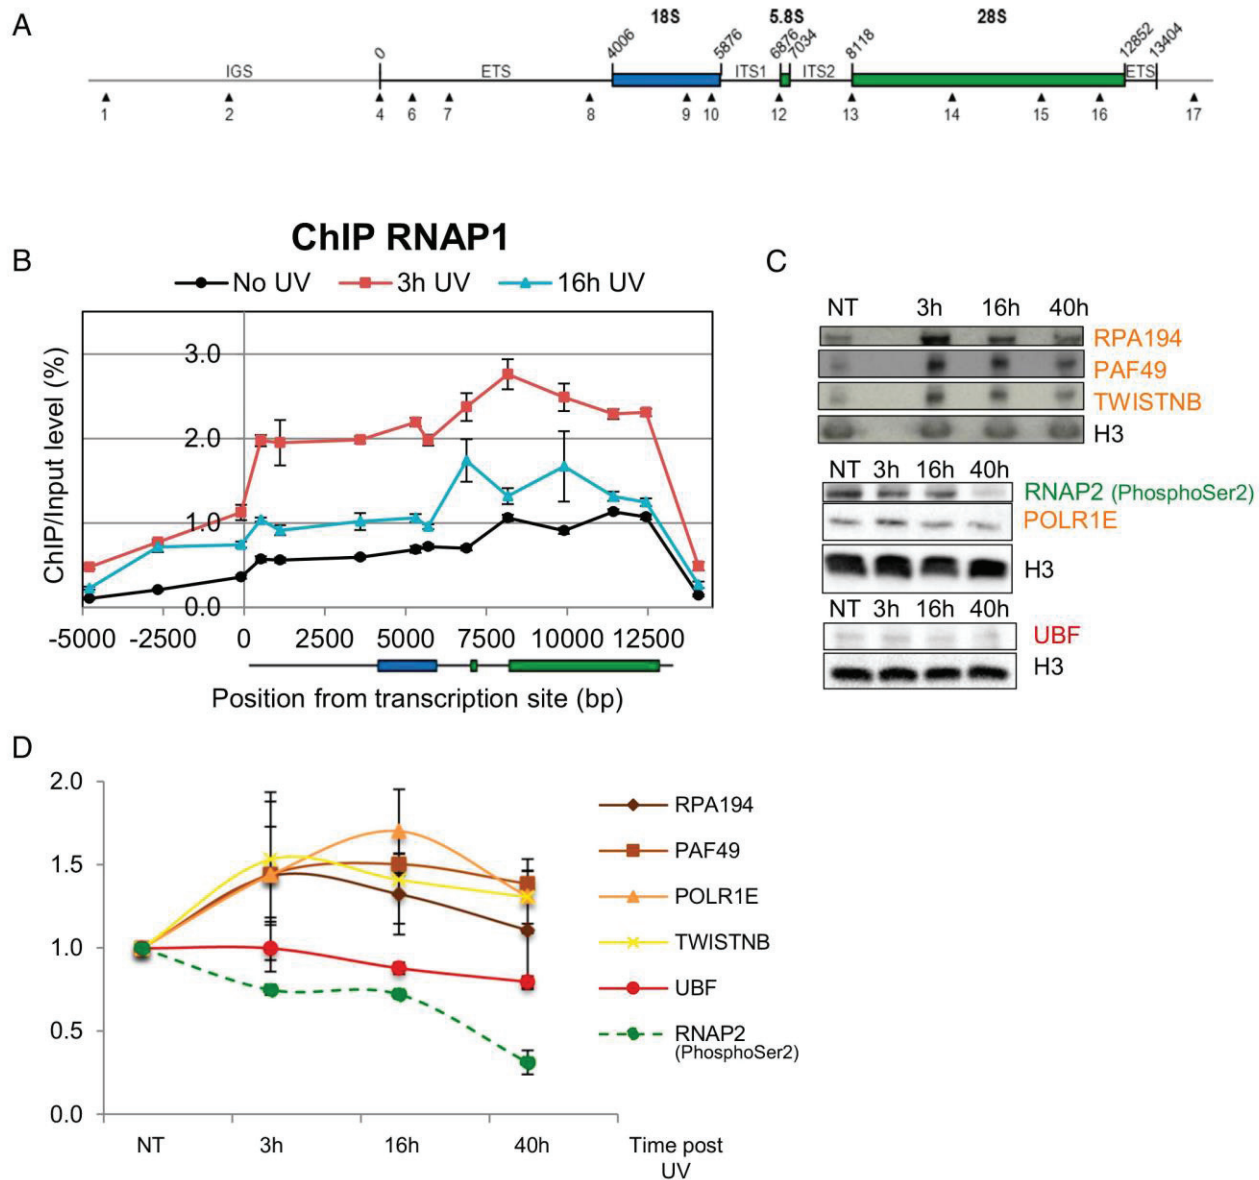 A
18S 5.8S 28S
0 4006 5876 6876 7034 8118 12852 13404
IGS ETS ITS1 ITS2 ETS
1 2 4 6 7 8 9 10 12 13 14 15 16 17
ChIP RNAP1
B
No UV 3h UV 16h UV
ChIP/Input level (%)
3.0
2.0
1.0
0.0
-5000 -2500 0 2500 5000 7500 10000 12500
Position from transcription site (bp)
C
NT 3h 16h 40h
RPA194
PAF49
TWISTNB
H3
NT 3h 16h 40h
RNAP2 (PhosphoSer2)
POLR1E
H3
NT 3h 16h 40h
UBF
H3
D
2.0
1.5
1.0
0.5
0.0
NT 3h 16h 40h Time post
UV
RPA194
PAF49
POLR1E
TWISTNB
UBF
RNAP2
(PhosphoSer2)